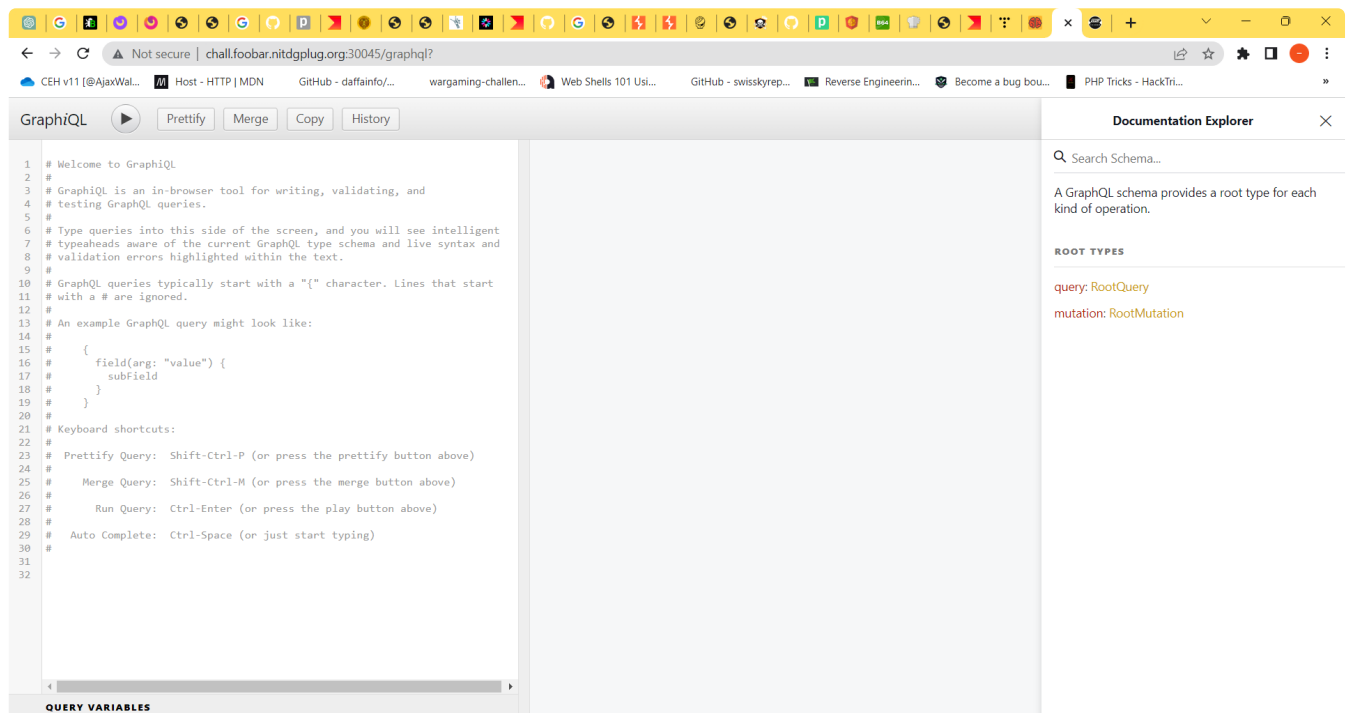 Not secure | chall.foobar.nitdgplug.org:30045/graphql?
CEH v11 [@AjaxWal... Host - HTTP | MDN GitHub - daffainfo/... wargaming-challen... Web Shells 101 Usi... GitHub - swisskyrep... Reverse Engineerin... Become a bug bou... PHP Tricks - HackTri... »
GraphiQL Prettify Merge Copy History
1 # Welcome to GraphiQL
2 #
3 # GraphiQL is an in-browser tool for writing, validating, and
4 # testing GraphQL queries.
5 #
6 # Type queries into this side of the screen, and you will see intelligent
7 # typeaheads aware of the current GraphQL type schema and live syntax and
8 # validation errors highlighted within the text.
9 #
10 # GraphQL queries typically start with a "{" character. Lines that start
11 # with a # are ignored.
12 #
13 # An example GraphQL query might look like:
14 #
15 #     {
16 #       field(arg: "value") {
17 #         subField
18 #       }
19 #     }
20 #
21 # Keyboard shortcuts:
22 #
23 #  Prettify Query:  Shift-Ctrl-P (or press the prettify button above)
24 #
25 #     Merge Query:  Shift-Ctrl-M (or press the merge button above)
26 #
27 #       Run Query:  Ctrl-Enter (or press the play button above)
28 #
29 #   Auto Complete:  Ctrl-Space (or just start typing)
30 #
31
32
QUERY VARIABLES
Documentation Explorer
Search Schema...
A GraphQL schema provides a root type for each
kind of operation.
ROOT TYPES
query: RootQuery
mutation: RootMutation